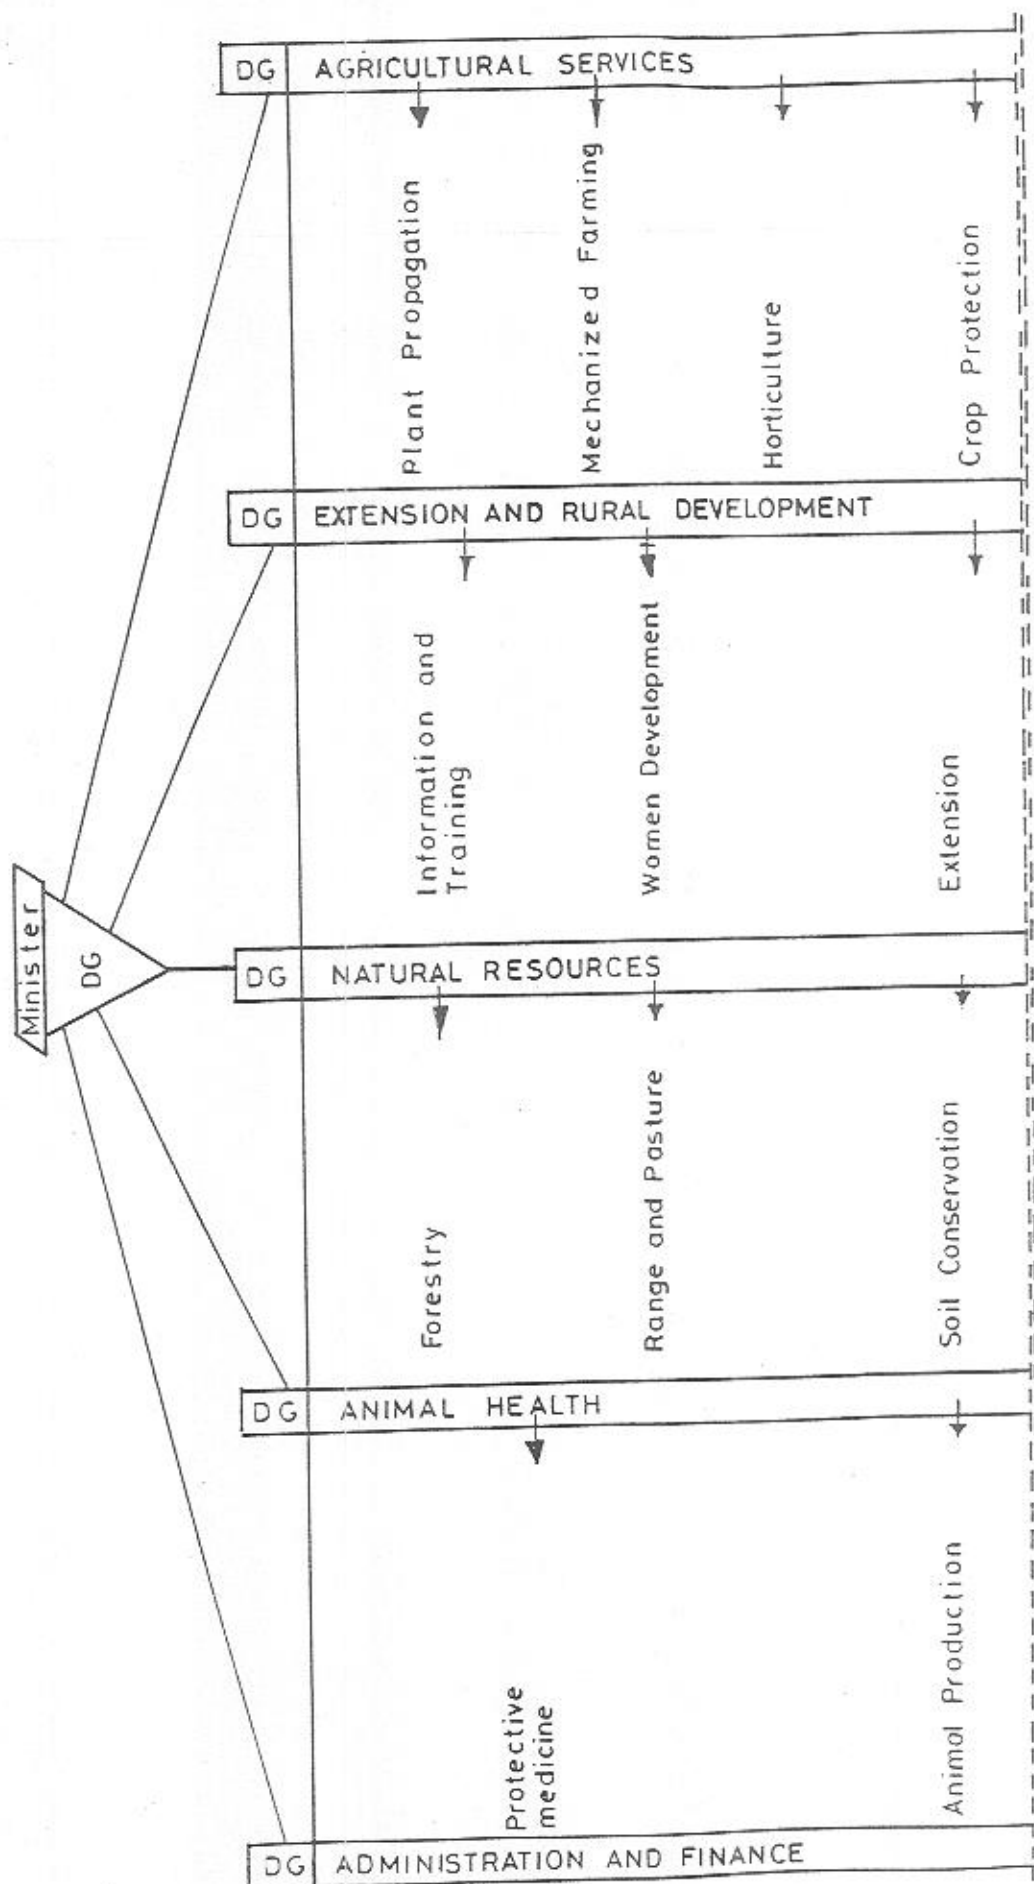 Minister
DG
DG AGRICULTURAL SERVICES
Plant Propagation
Mechanized Farming
Horticulture
Crop Protection
DG EXTENSION AND RURAL DEVELOPMENT
Information and
Training
Women Development
Extension
DG NATURAL RESOURCES
Forestry
Range and Pasture
Soil Conservation
DG ANIMAL HEALTH
Protective
medicine
Animal Production
DG ADMINISTRATION AND FINANCE